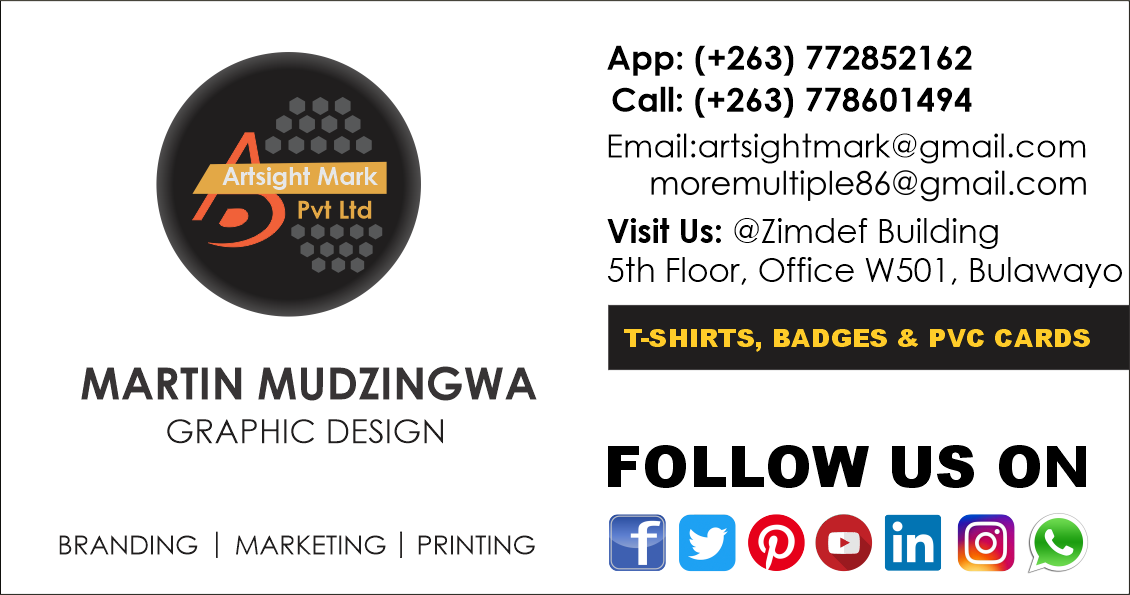 Artsight Mark
Pvt Ltd
MARTIN MUDZINGWA
GRAPHIC DESIGN
BRANDING | MARKETING | PRINTING
App: (+263) 772852162
Call: (+263) 778601494
Email:artsightmark@gmail.com
moremultiple86@gmail.com
Visit Us: @Zimdef Building
5th Floor, Office W501, Bulawayo
T-SHIRTS, BADGES & PVC CARDS
FOLLOW US ON